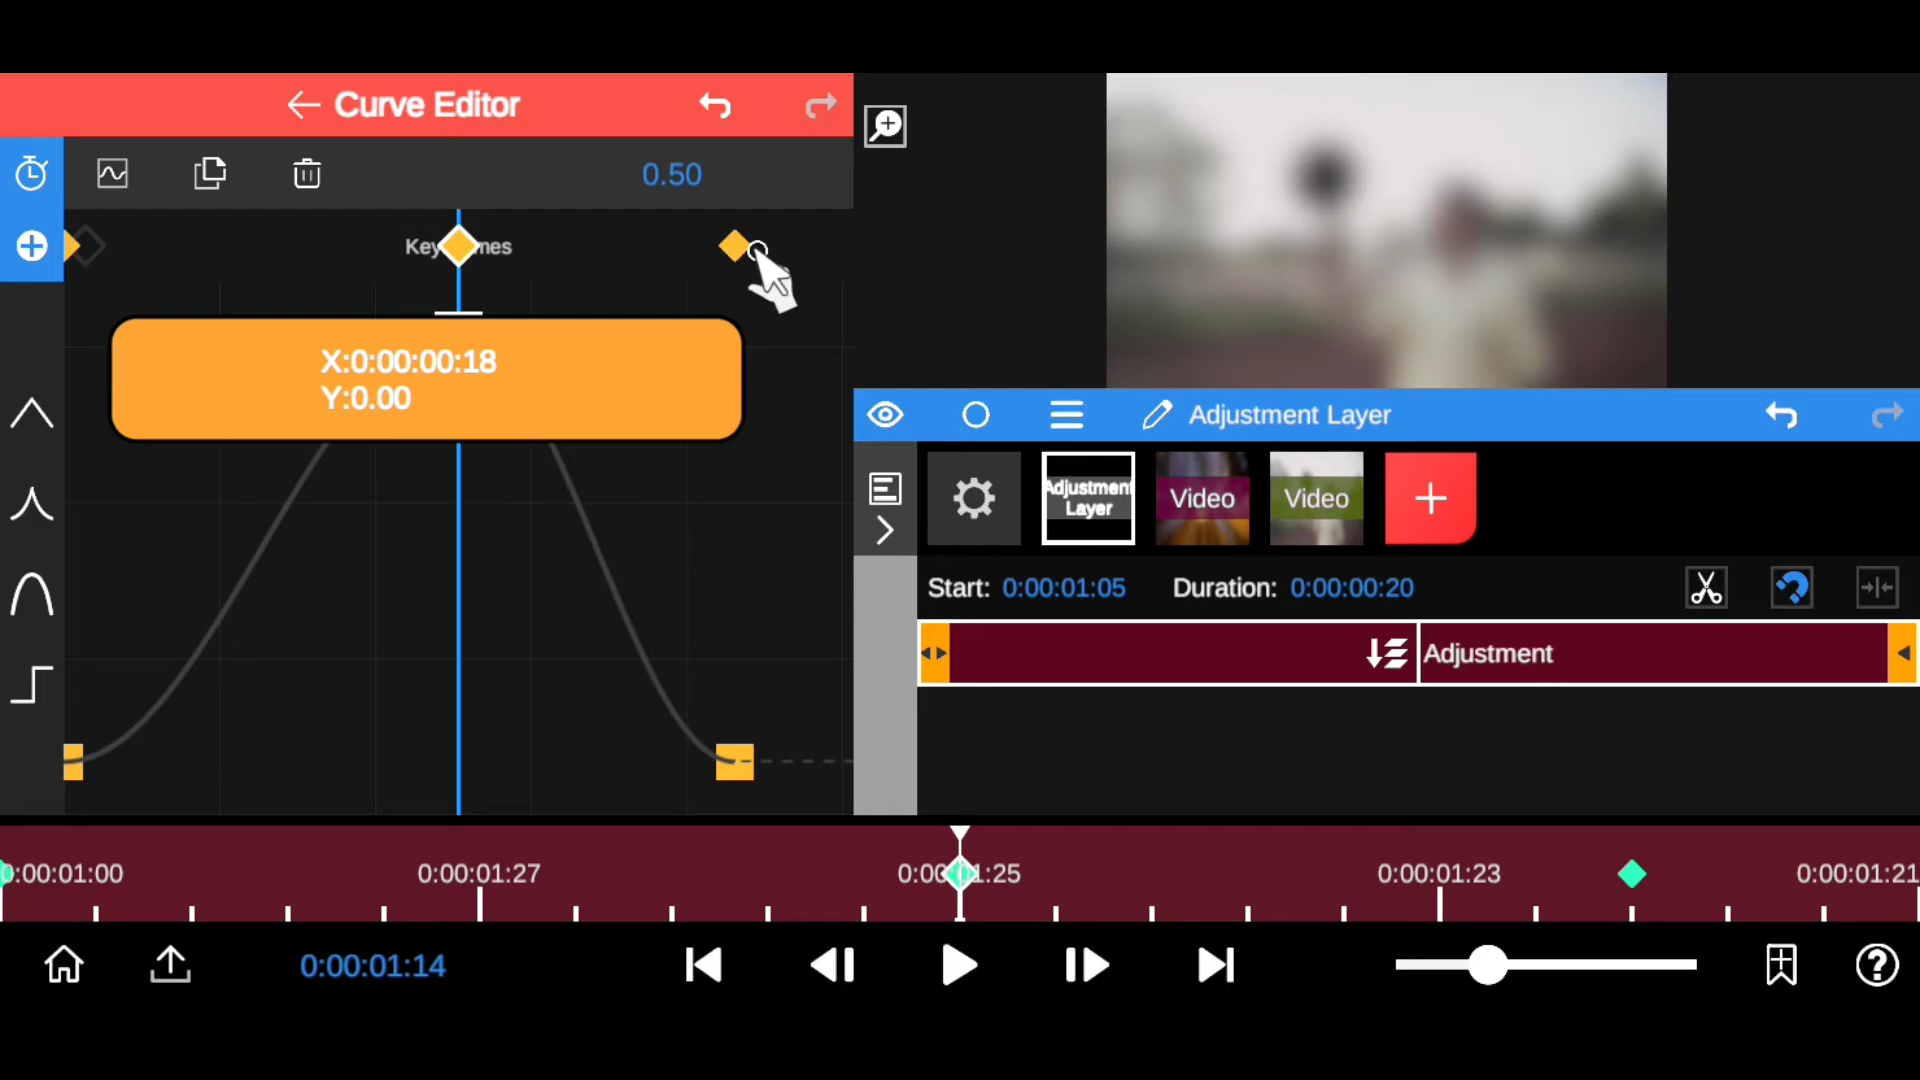 Curve Editor
0.50
X:0:00:00:18
Y:0.00
Adjustment Layer
Adjustment
Layer
Video
Video
Start: 0:00:01:05 Duration: 0:00:00:20
Adjustment
0:00:01:00
0:00:01:27
1:25
0:00:01:23
0:00:01:21
0:00:01:14